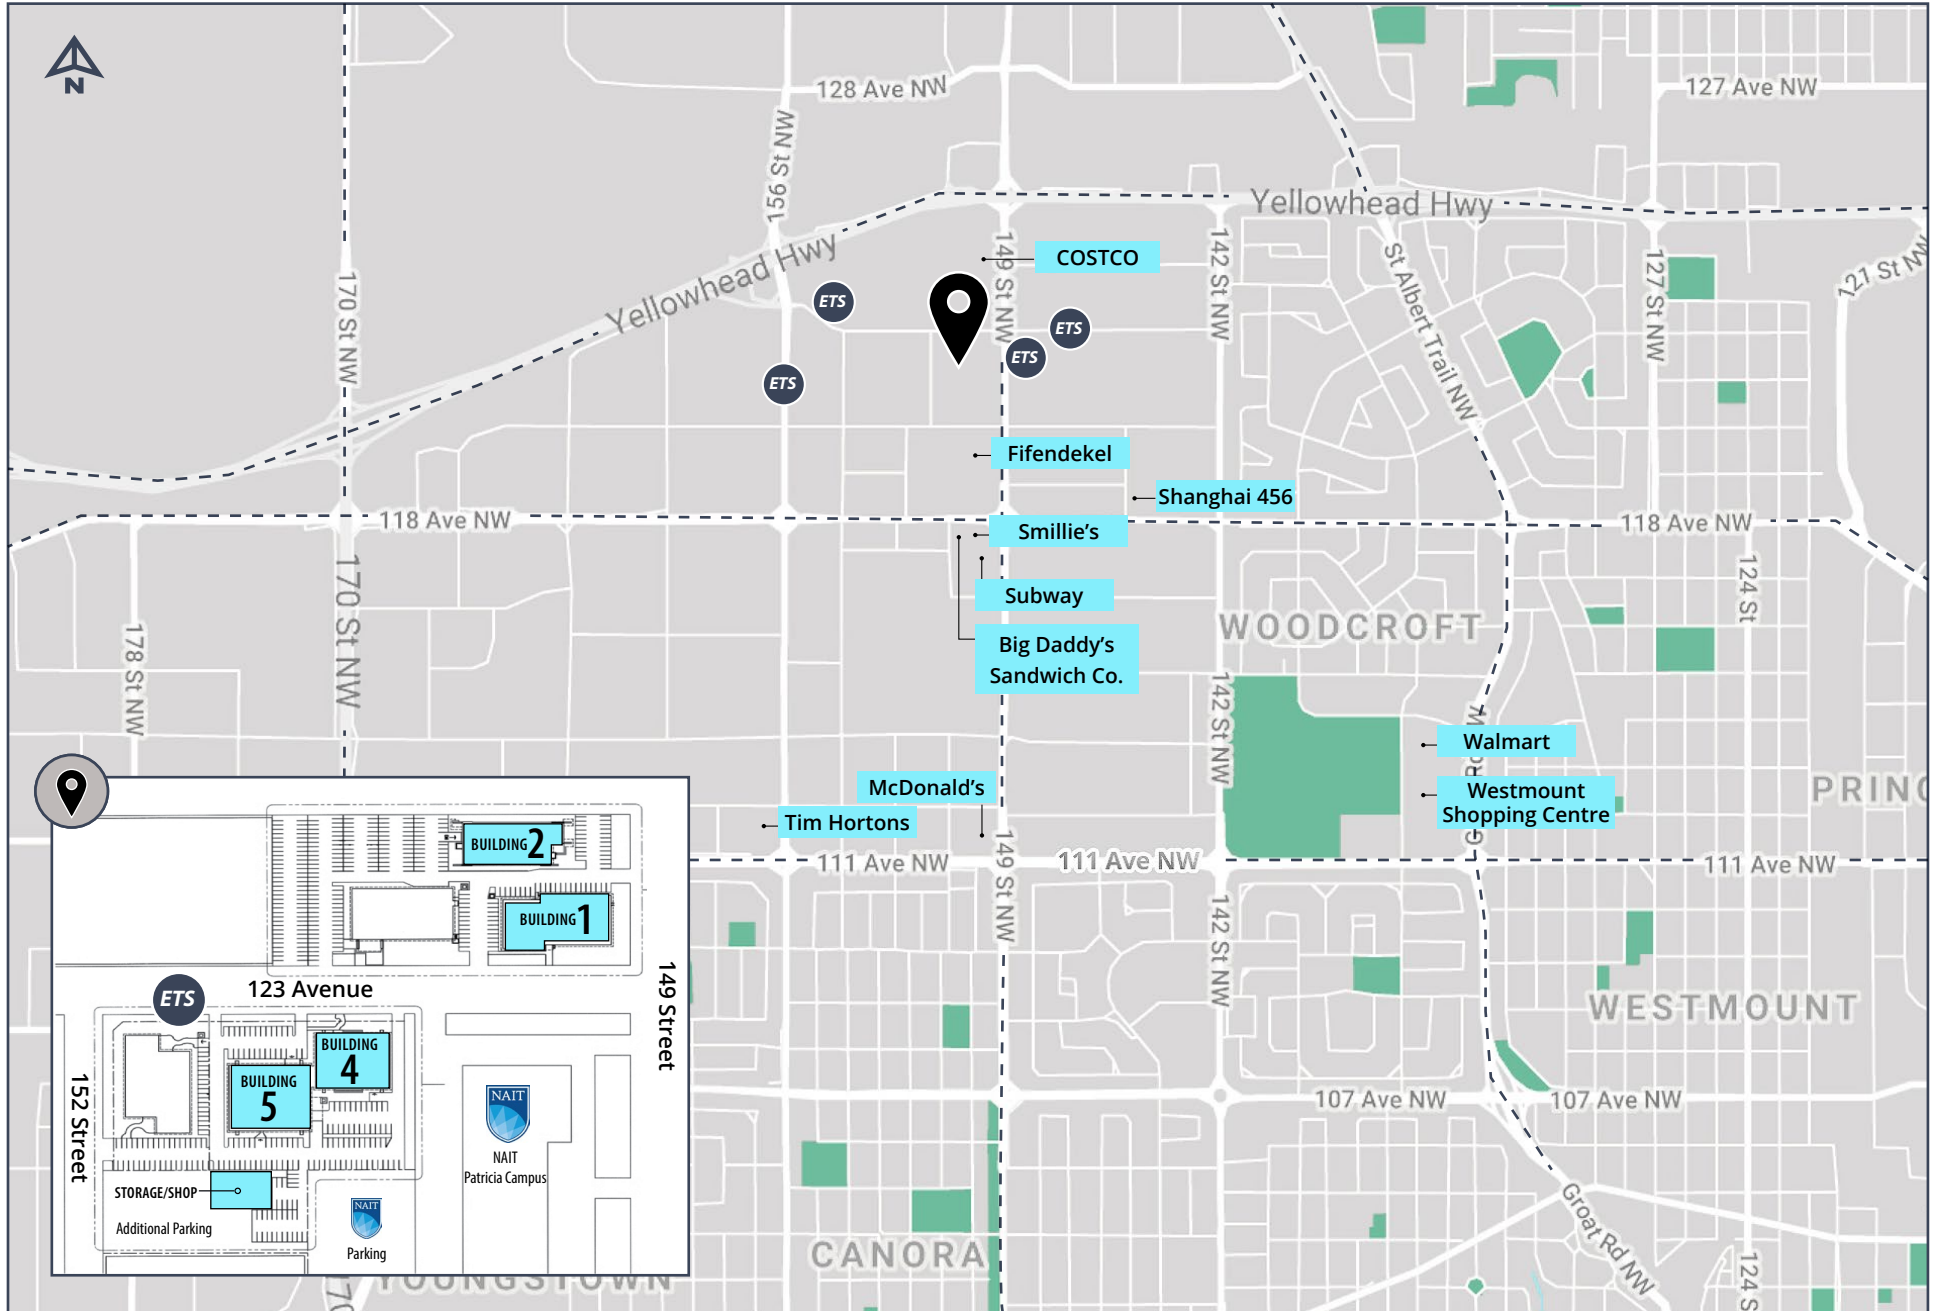 N
128 Ave NW
127 Ave NW
156 St NW
Yellowhead Hwy
Yellowhead Hwy
149 St NW
COSTCO
142 St NW
St Albert Trail NW
127 St NW
127 St NW
170 St NW
ETS
ETS
ETS
ETS
Fifendekel
Shanghai 456
118 Ave NW
118 Ave NW
Smillie's
170 St NW
124 St
Subway
178 St NW
WOODCROFT
Big Daddy's
Sandwich Co.
142 St NW
Walmart
McDonald's
Westmount
Shopping Centre
Tim Hortons
111 Ave NW
111 Ave NW
111 Ave NW
149 St NW
142 St NW
WESTMOUNT
107 Ave NW
107 Ave NW
Groat Rd NW
CANORA
YOUNGSTOWN
BUILDING 2
BUILDING 1
123 Avenue
149 Street
ETS
BUILDING
4
BUILDING
5
152 Street
NAIT
NAIT
Patricia Campus
STORAGE/SHOP
Additional Parking
NAIT
Parking